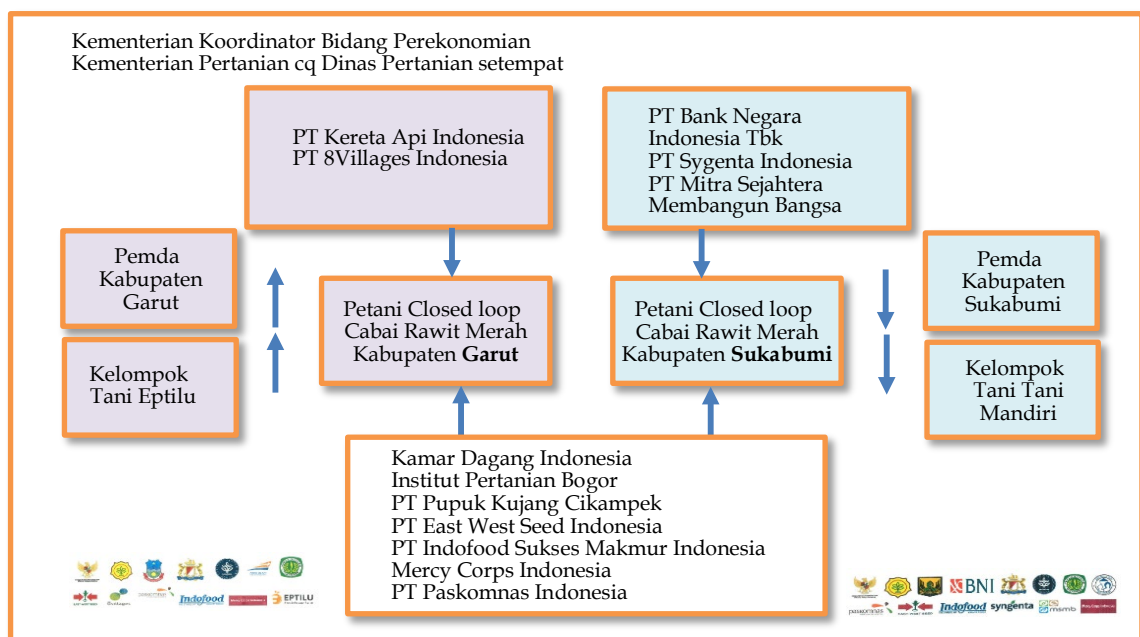 Kementerian Koordinator Bidang Perekonomian
Kementerian Pertanian cq Dinas Pertanian setempat
PT Kereta Api Indonesia
PT 8Villages Indonesia
PT Bank Negara
Indonesia Tbk
PT Sygenta Indonesia
PT Mitra Sejahtera
Membangun Bangsa
Pemda
Kabupaten
Garut
Kelompok
Tani Eptilu
Petani Closed loop
Cabai Rawit Merah
Kabupaten Garut
Petani Closed loop
Cabai Rawit Merah
Kabupaten Sukabumi
Pemda
Kabupaten
Sukabumi
Kelompok
Tani Tani
Mandiri
Kamar Dagang Indonesia
Institut Pertanian Bogor
PT Pupuk Kujang Cikampek
PT East West Seed Indonesia
PT Indofood Sukses Makmur Indonesia
Mercy Corps Indonesia
PT Paskomnas Indonesia
Indofood
EPTILU
BNI
paskomnas
Indofood
syngenta
msmb